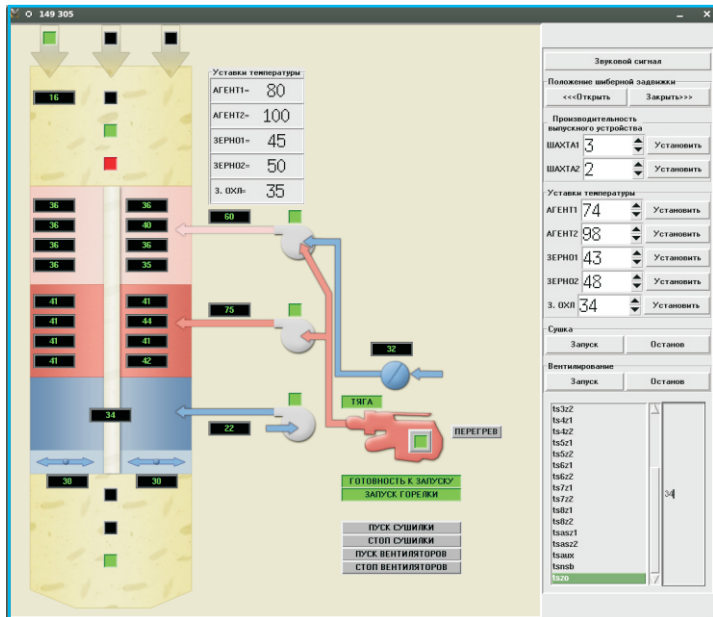 149 305
16
36
36
36
36
36
40
36
35
41
41
41
41
41
44
41
42
34
30
30
Уставки температуры
АГЕНТ1= 80
АГЕНТ2= 100
ЗЕРНО1= 45
ЗЕРНО2= 50
З. ОХЛ= 35
60
75
32
22
ТЯГА
ПЕРЕГРЕВ
ГОТОВНОСТЬ К ЗАПУСКУ
ЗАПУСК ГОРЕЛКИ
ПУСК СУШИЛКИ
СТОП СУШИЛКИ
ПУСК ВЕНТИЛЯТОРОВ
СТОП ВЕНТИЛЯТОРОВ
Звуковой сигнал
Положение шиберной задвижки
<<<Открыть Закрыть>>>
Производительность
выпускного устройства
ШАХТА1 3 Установить
ШАХТА2 2 Установить
Уставки температуры
АГЕНТ1 74 Установить
АГЕНТ2 98 Установить
ЗЕРНО1 43 Установить
ЗЕРНО2 48 Установить
З. ОХЛ 34 Установить
Сушка
Запуск Останов
Вентилирование
Запуск Останов
ts3z2
ts4z1
ts4z2
ts5z1
ts5z2
ts6z1
ts6z2
ts7z1
ts7z2
ts8z1
ts8z2
tsasz1
tsasz2
tsaux
tsnsb
tszo
34